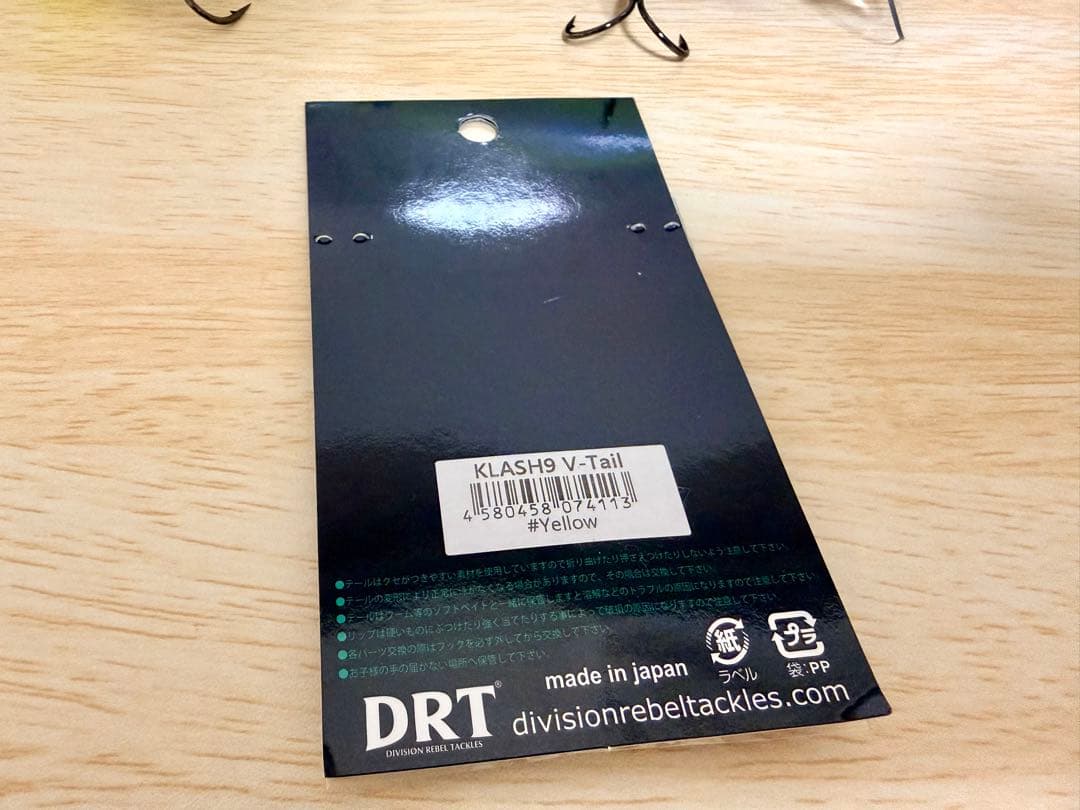 KLASH9 V-Tail
4 580458 074113
#Yellow
●テールはクセがつきやすい素材を使用していますので折り曲げたり押さえつけたりしないよう注意して下さい。
●テールの変形により正常に泳がなくなる場合がありますので、その場合は交換して下さい。
●テールはワーム等のソフトベイトと一緒に保管しますと溶解などのトラブルの原因になりますので注意して下さい。
●リップは硬いものにぶつけたり強く当てたりする事によって破損の原因になりますので注意して下さい。
●各パーツ交換の際はフックを必ず外してから交換して下さい。
●お子様の手の届かない場所へ保管して下さい。
made in japan
紙
ラベル
プラ
袋:PP
DRT®
DIVISION REBEL TACKLES
divisionrebeltackles.com